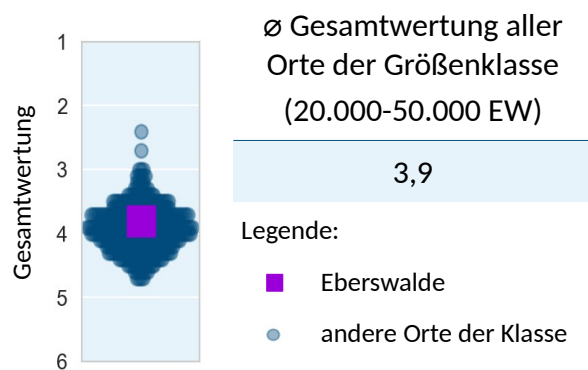 1
2
3
4
5
6
Gesamtwertung
⌀ Gesamtwertung aller
Orte der Größenklasse
(20.000-50.000 EW)
3,9
Legende:
Eberswalde
andere Orte der Klasse